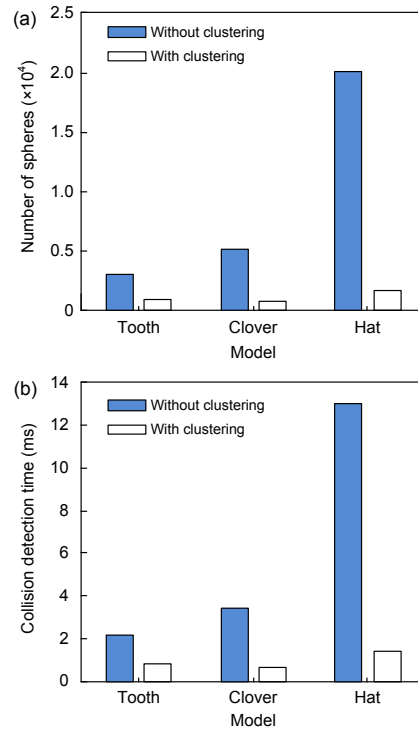 (a)
2.5
2.0
1.5
1.0
0.5
0
Number of spheres (×10⁴)
Without clustering
With clustering
Tooth Clover Hat
Model
(b)
14
12
10
8
6
4
2
0
Collision detection time (ms)
Without clustering
With clustering
Tooth Clover Hat
Model